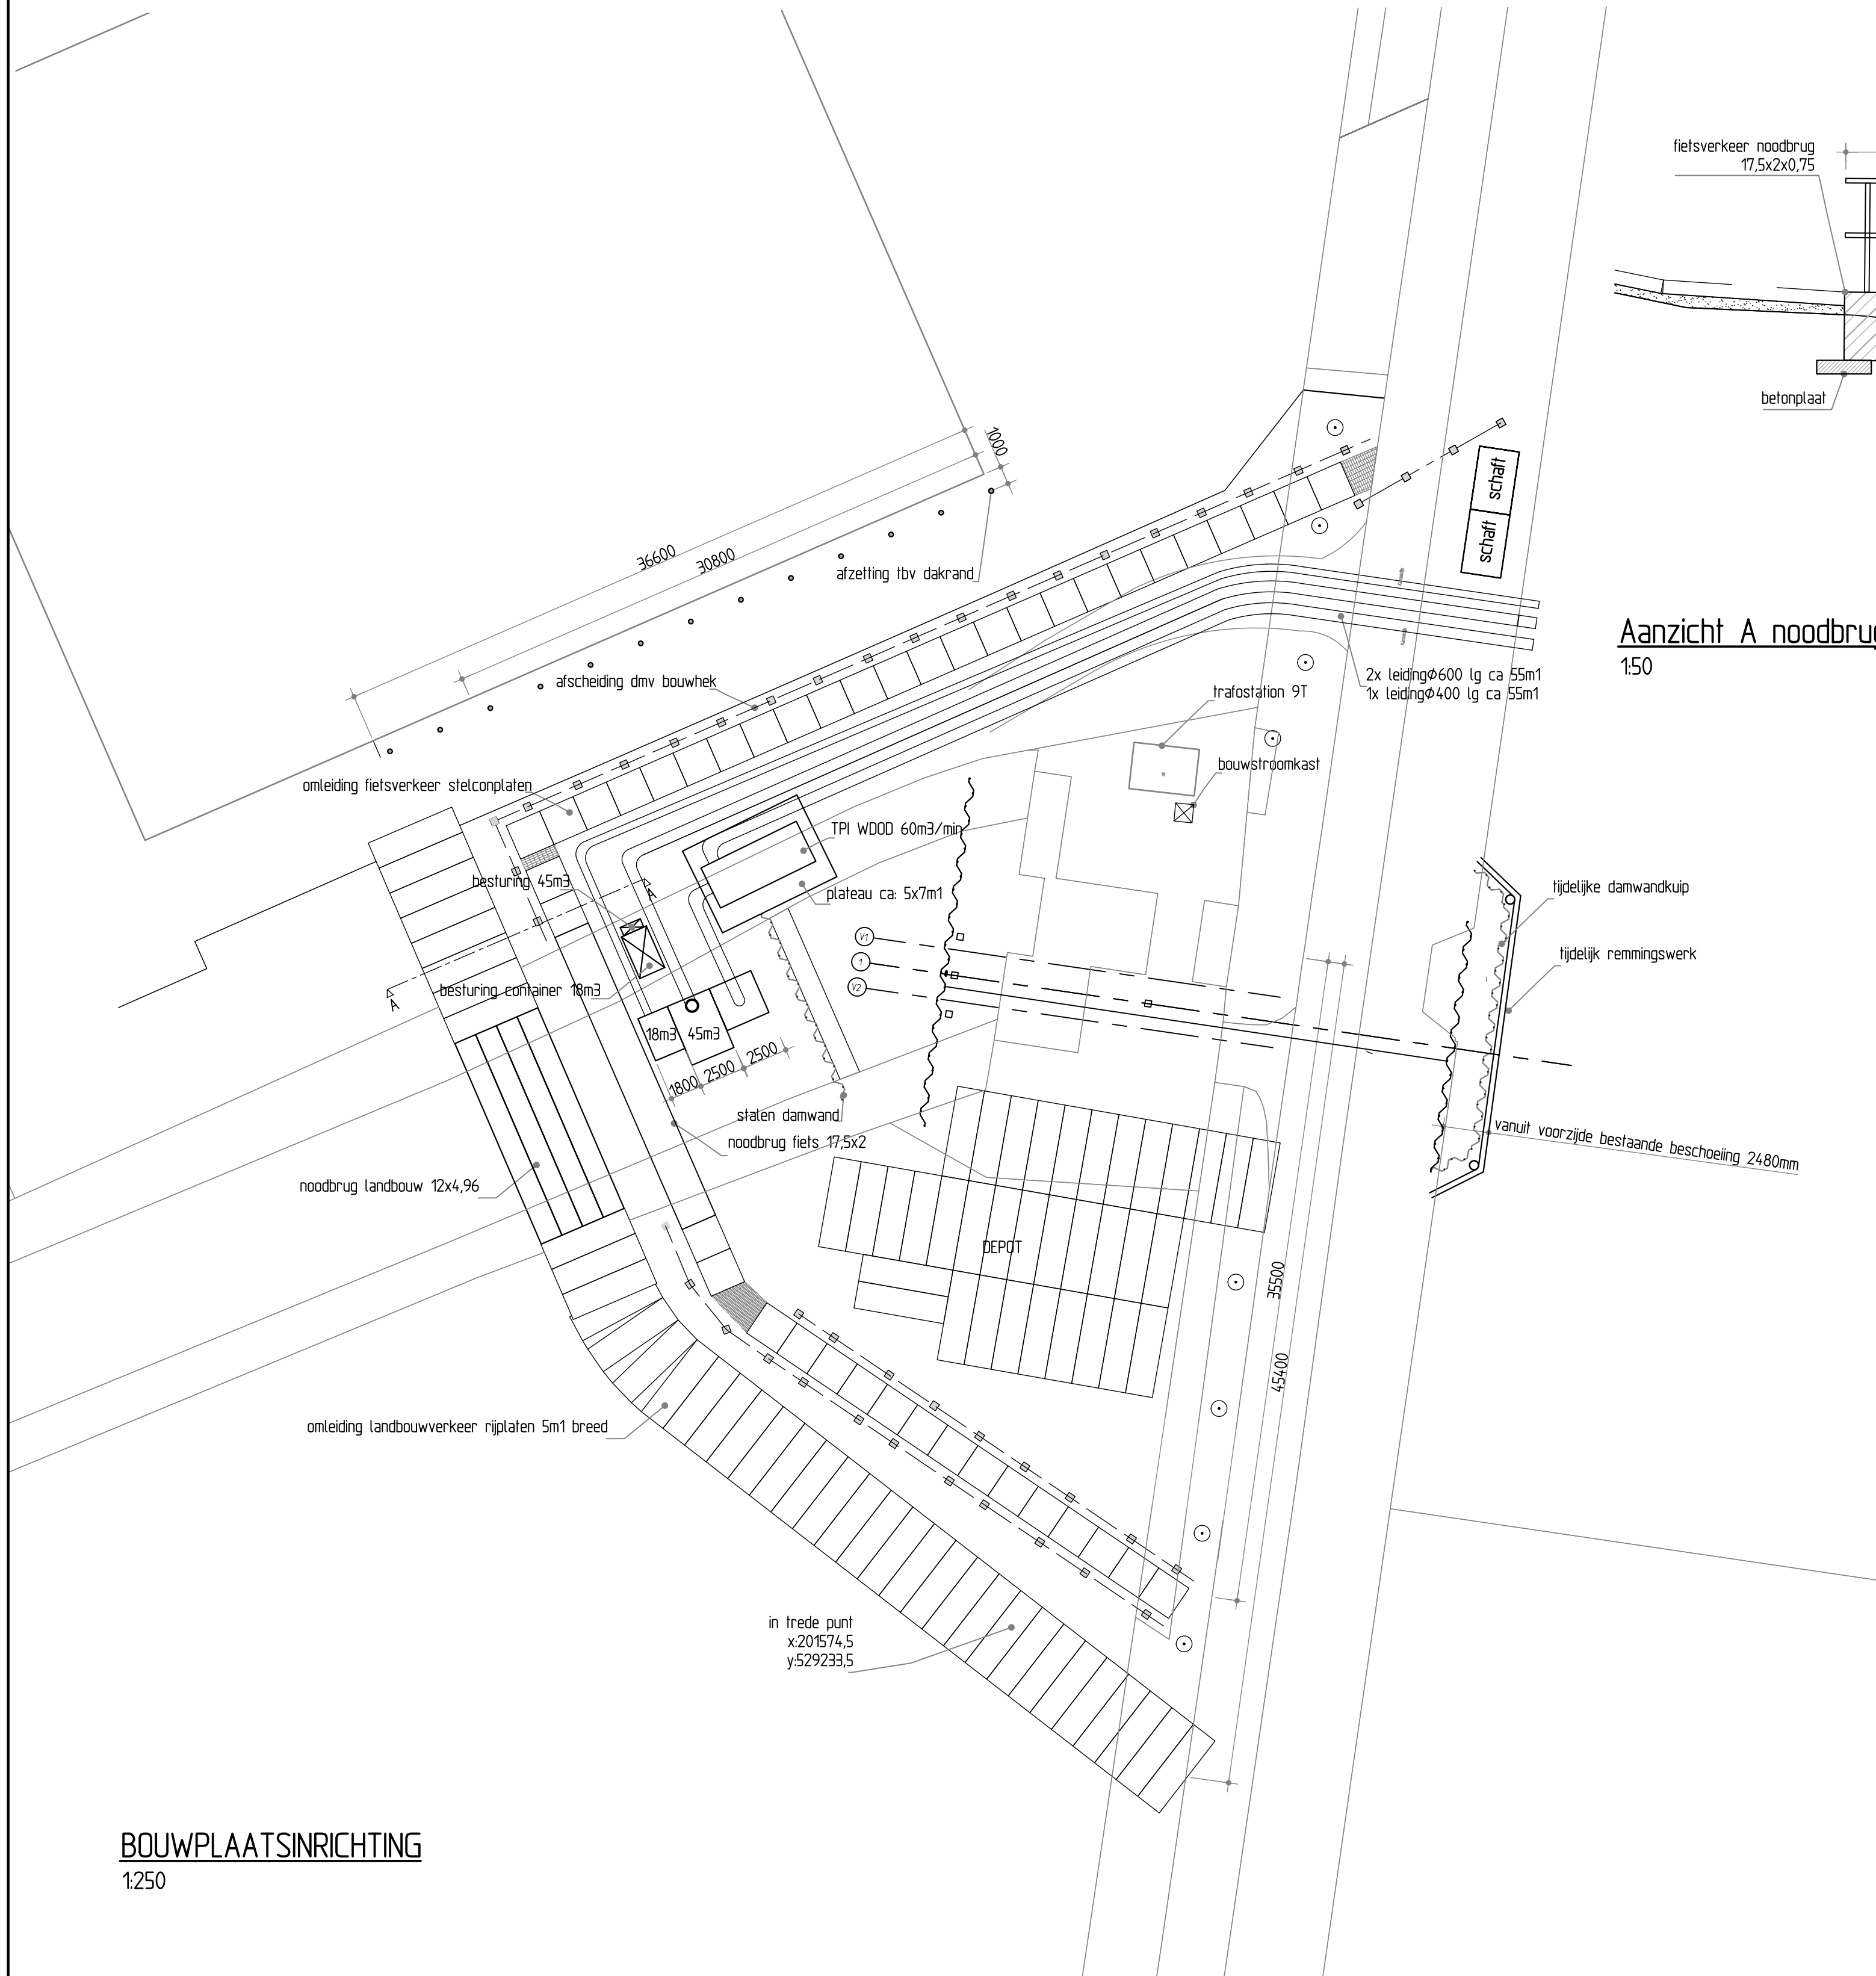 fietsverkeer noodbrug
17,5x2x0,75
betonplaat
Aanzicht A noodbrug
1:50
1000
36600
30800
schaft
schaft
afzetting tbv dakrand
afscheiding dmv bouwhek
2x leidingØ600 lg ca 55m1
1x leidingØ400 lg ca 55m1
trafostation 9T
bouwstroomkast
omleiding fietsverkeer stelconplaten
TPI WDOD 60m3/min
besturing 45m3
A
plateau ca: 5x7m1
tijdelijke damwandkuip
V1
1
V2
tijdelijk remmingswerk
besturing container 18m3
A
18m3
45m3
1800
2500
2500
stalen damwand
noodbrug fiets 17,5x2
vanuit voorzijde bestaande beschoeiing 2480mm
noodbrug landbouw 12x4,96
DEPOT
35500
45400
omleiding landbouwverkeer rijplaten 5m1 breed
in trede punt
x:201574,5
y:529233,5
BOUWPLAATSINRICHTING
1:250